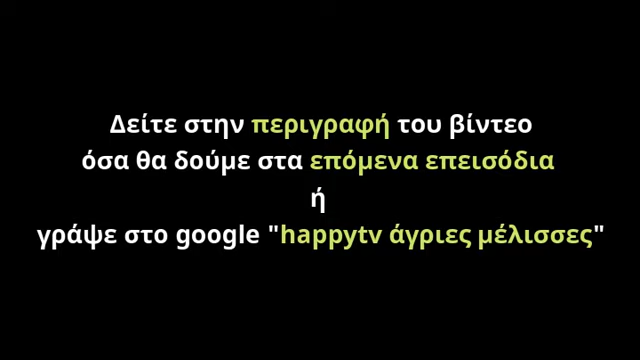 Δείτε στην περιγραφή του βίντεο
όσα θα δούμε στα επόμενα επεισόδια
ή
γράψε στο google "happytv άγριες μέλισσες"